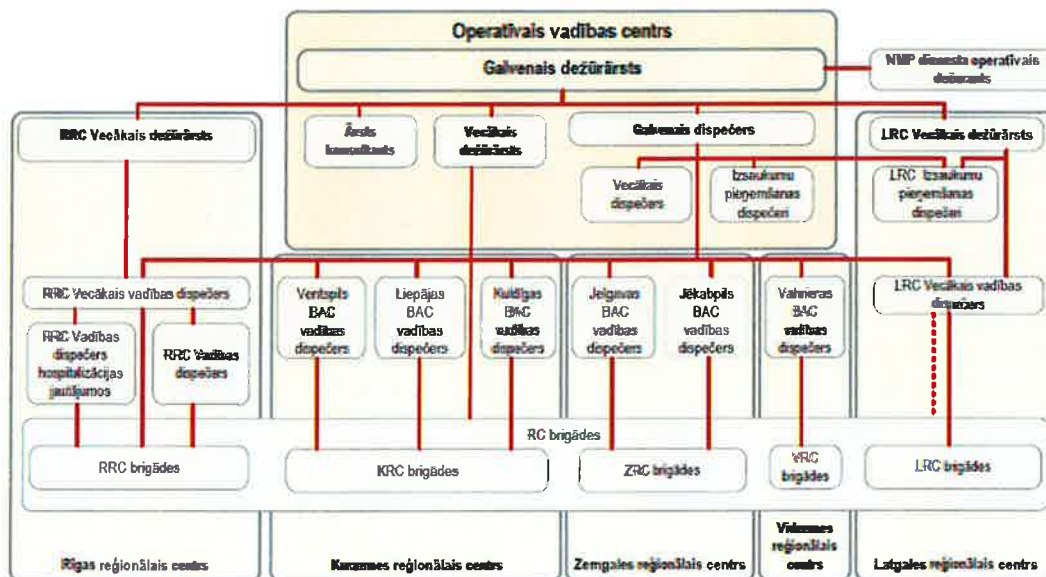 Operatīvais vadības centrs
Galvenais dežūrārsts
NMP dienesta operatīvais
dežurants
RRC Vecākais dežūrārsts
Ārsts
konsultants
Vecākais
dežūrārsts
Galvenais dispečers
LRC Vecākais dežūrārsts
Vecākais
dispečers
Izsaukumu
pieņemšanas
dispečeri
LRC Izsaukumu
pieņemšanas
dispečeri
RRC Vecākais vadības dispečers
Ventspils
BAC
vadības
dispečers
Liepājas
BAC
vadības
dispečers
Kuldīgas
BAC
vadības
dispečers
Jelgavas
BAC
vadības
dispečers
Jēkabpils
BAC
vadības
dispečers
Valmieras
BAC
vadības
dispečers
LRC Vecākais vadības
dispečers
RRC Vadības
dispečers
hospitalizācijas
jautājumos
RRC Vadības
dispečers
RC brigādes
RRC brigādes
KRC brigādes
ZRC brigādes
VRC
brigādes
LRC brigādes
Rīgas reģionālais centrs
Kurzemes reģionālais centrs
Zemgales reģionālais centrs
Vidzemes
reģionālais
centrs
Latgales reģionālais centrs